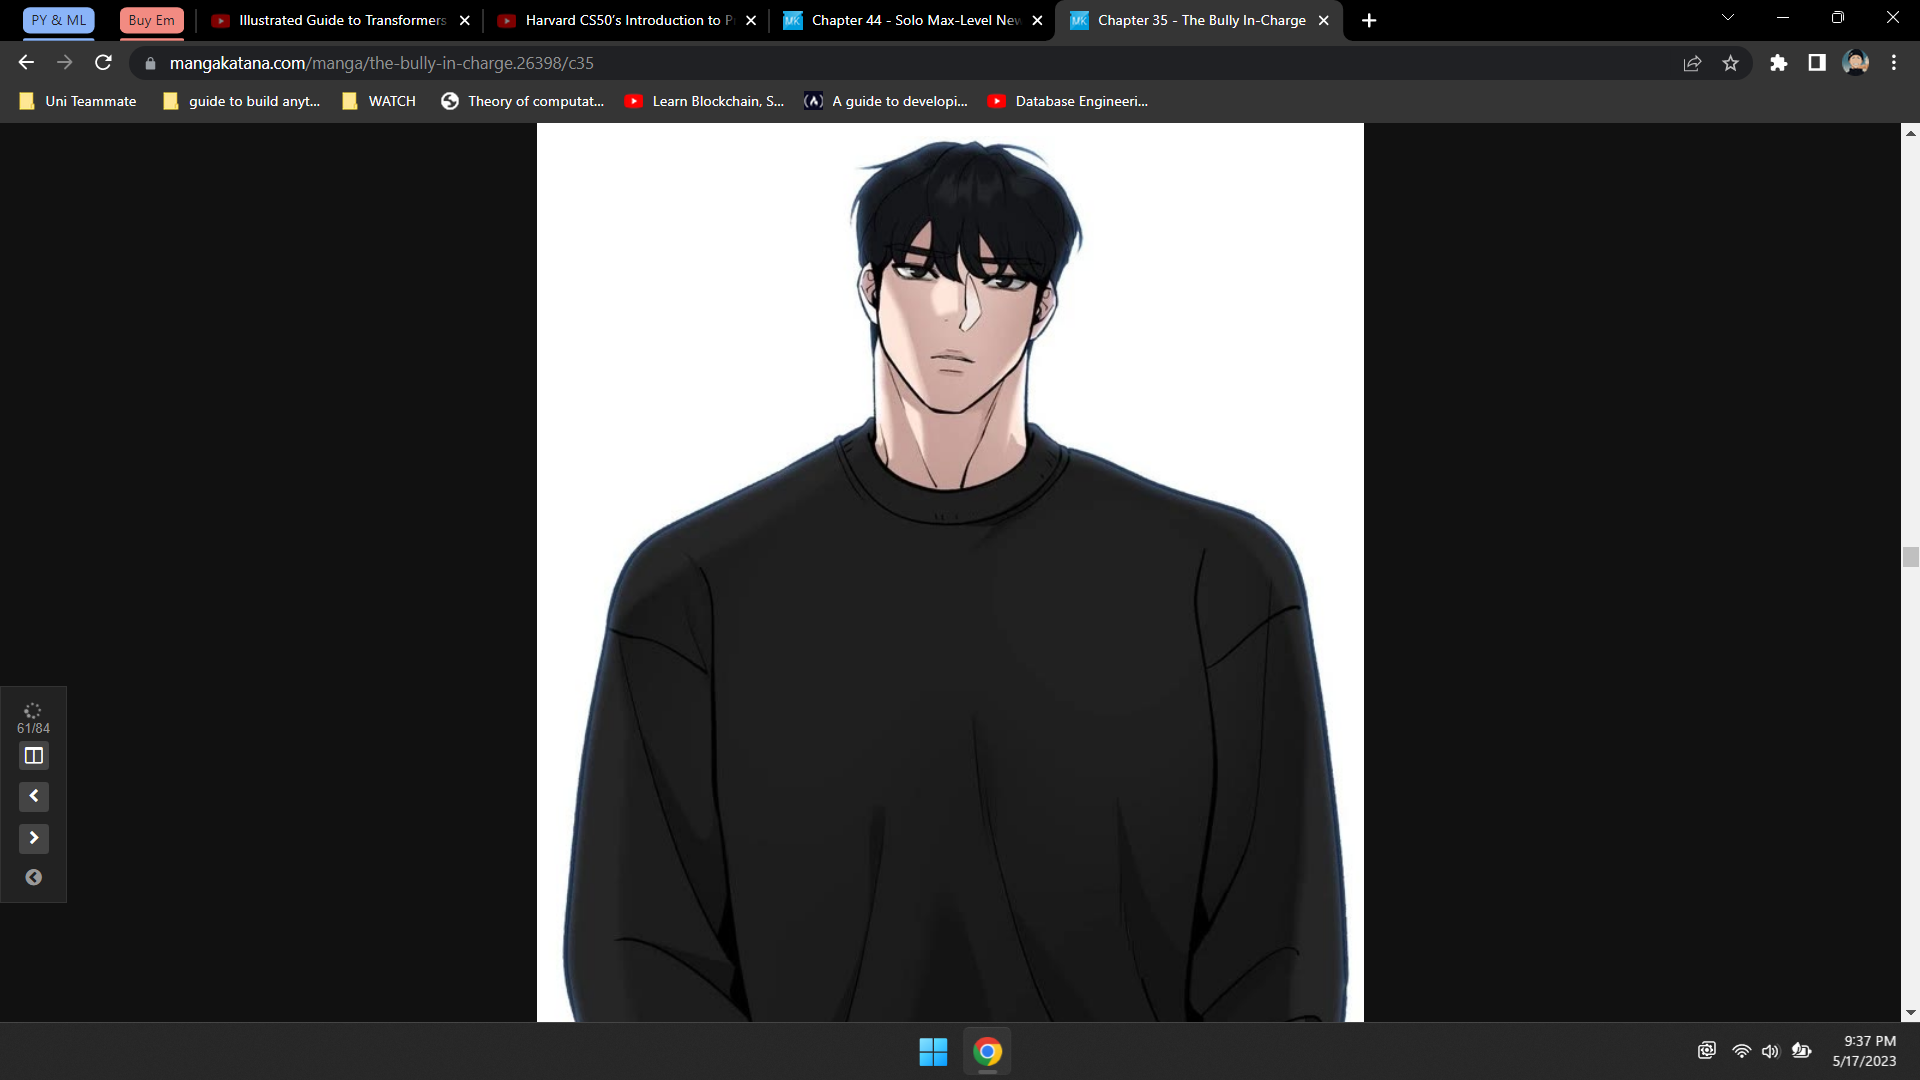 PY & ML
Buy Em
Illustrated Guide to Transformers
Harvard CS50's Introduction to P
Chapter 44 - Solo Max-Level New
Chapter 35 - The Bully In-Charge
mangakatana.com/manga/the-bully-in-charge.26398/c35
Uni Teammate
guide to build anyt...
WATCH
Theory of computat...
Learn Blockchain, S...
A guide to developi...
Database Engineeri...
61/84
9:37 PM
5/17/2023